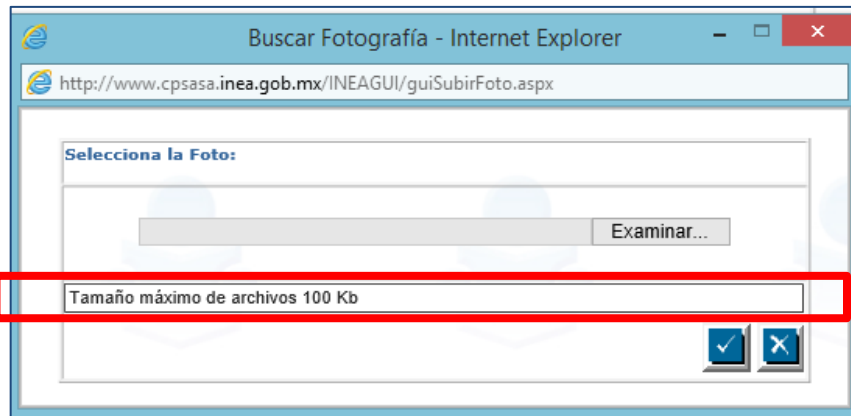 Buscar Fotografía - Internet Explorer
http://www.cpsasa.inea.gob.mx/INEAGUI/guiSubirFoto.aspx
Selecciona la Foto:
Examinar...
Tamaño máximo de archivos 100 Kb